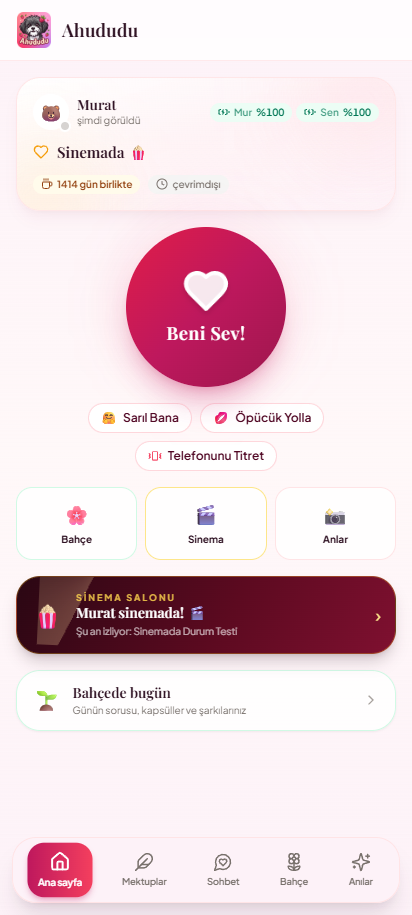 Ahududu
Ahududu
Murat
şimdi görüldü
Mur %100
Sen %100
Sinemada
1414 gün birlikte
çevrimdışı
Beni Sev!
Sarıl Bana
Öpücük Yolla
Telefonunu Titret
Bahçe
Sinema
Anlar
SİNEMA SALONU
Murat sinemada!
Şu an izliyor: Sinemada Durum Testi
Bahçede bugün
Günün sorusu, kapsüller ve şarkılarınız
Ana sayfa
Mektuplar
Sohbet
Bahçe
Anılar